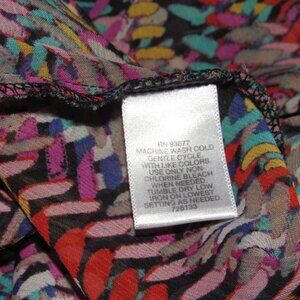 RN 93677
MACHINE WASH COLD
GENTLE CYCLE
WITH LIKE COLORS
USE ONLY NON
CHLORINE BLEACH
WHEN NEEDED.
TUMBLE DRY LOW
IRON ON LOWEST
SETTING AS NEEDED.
726133